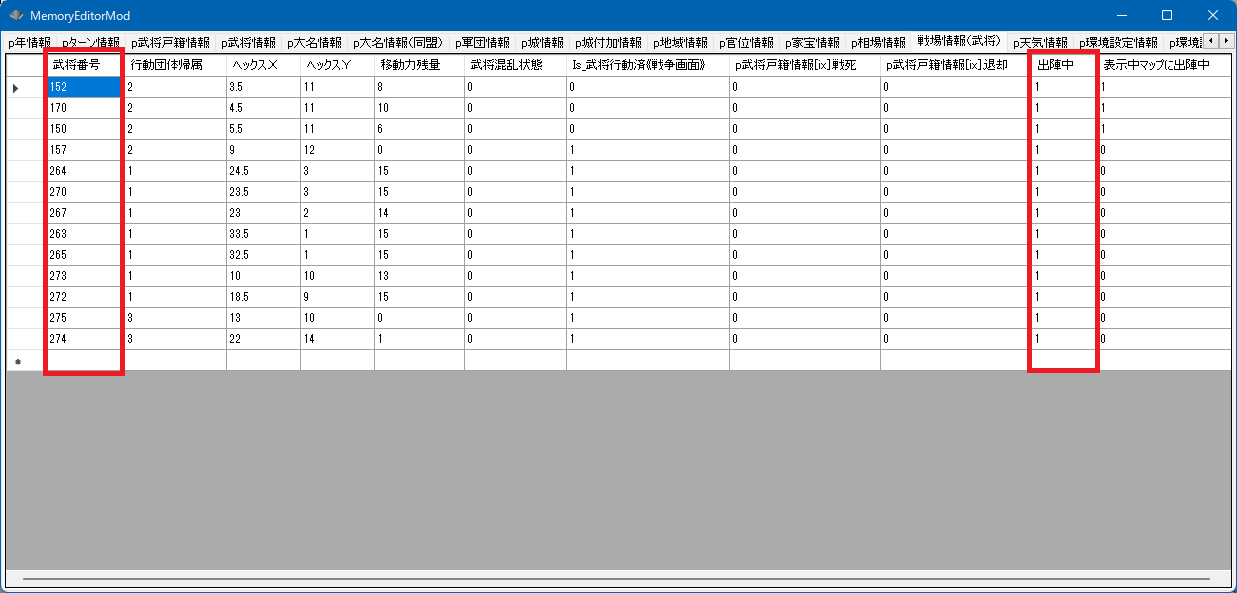 MemoryEditorMod
p年情報 pターン情報 p武将戸籍情報 p武将情報 p大名情報 p大名情報(同盟) p軍団情報 p城情報 p城付加情報 p地域情報 p官位情報 p家宝情報 p相場情報 戦場情報(武将) p天気情報 p環境設定情報
武将番号 行動団体帰属 ヘックスX ヘックスY 移動力残量 武将混乱状態 Is_武将行動済《戦争画面》 p武将戸籍情報[ix].戦死 p武将戸籍情報[ix].退却 出陣中 表示中マップに出陣中
152 2 3.5 11 8 0 0 0 0 1 1
170 2 4.5 11 10 0 0 0 0 1 1
150 2 5.5 11 6 0 0 0 0 1 1
157 2 9 12 0 0 1 0 0 1 0
264 1 24.5 3 15 0 1 0 0 1 0
270 1 23.5 3 15 0 1 0 0 1 0
267 1 23 2 14 0 1 0 0 1 0
263 1 33.5 1 15 0 1 0 0 1 0
265 1 32.5 1 15 0 1 0 0 1 0
273 1 10 10 13 0 1 0 0 1 0
272 1 18.5 9 15 0 1 0 0 1 0
275 3 13 10 0 0 1 0 0 1 0
274 3 22 14 1 0 1 0 0 1 0